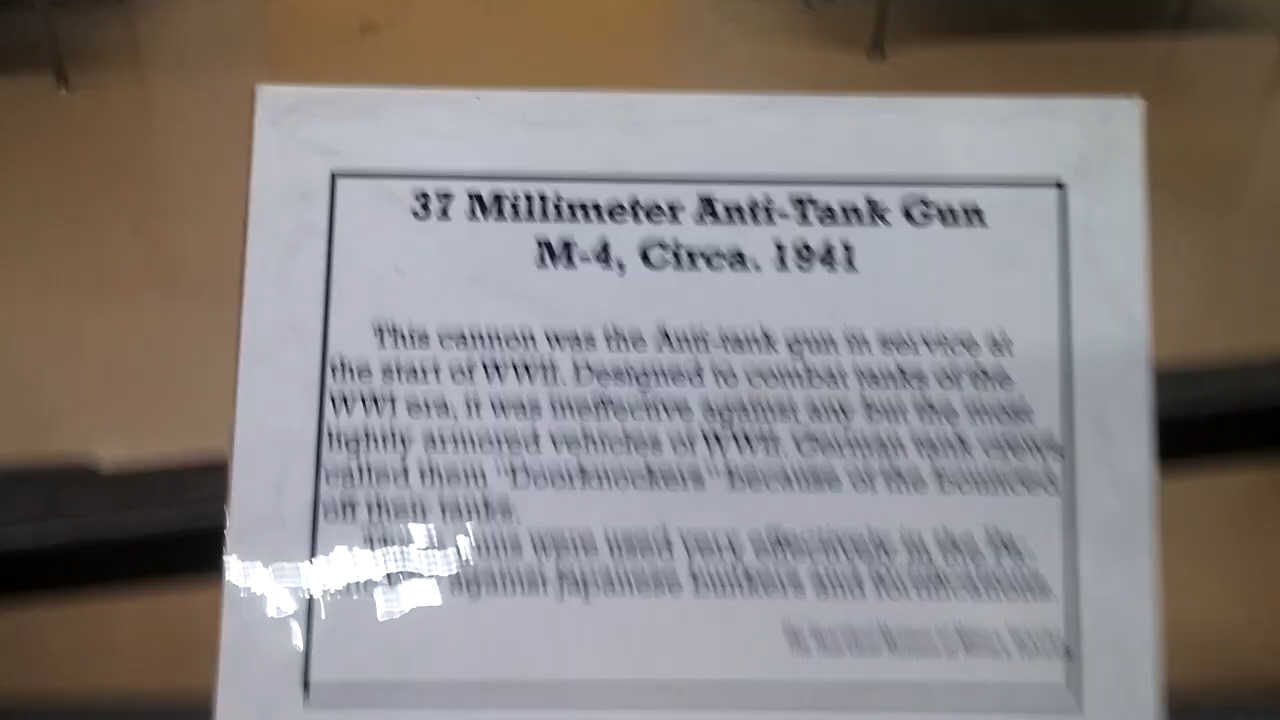 37 Millimeter Anti-Tank Gun
M-4, Circa. 1941
This cannon was the Anti-tank gun in service at
the start of WWII. Designed to combat tanks of the
WWI era, it was ineffective against any but the most
lightly armored vehicles of WWII. German tank
called them "Doorknockers" because of the
off their tanks.
were used very effectively in the
against Japanese bunkers and fortifications.